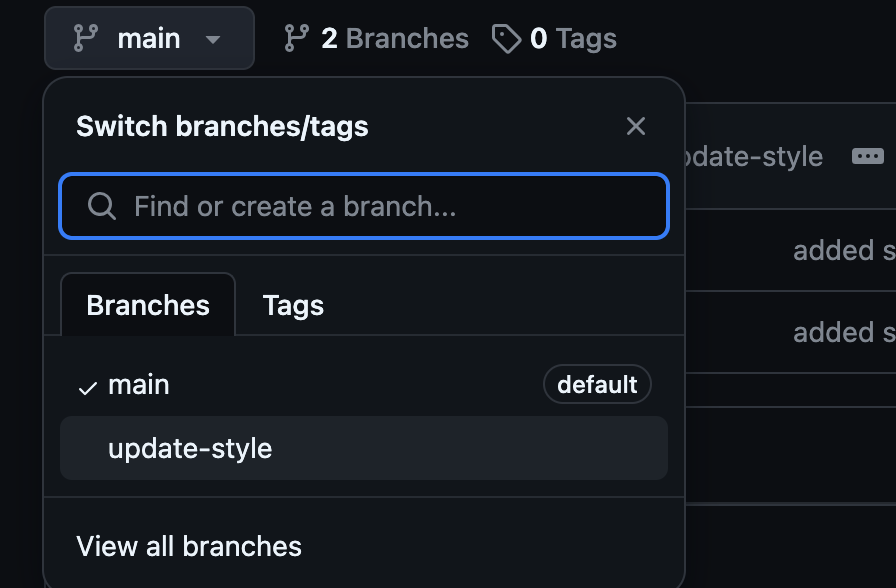 main
2 Branches
0 Tags
Switch branches/tags
date-style
Find or create a branch...
added s
Branches
Tags
added s
main
default
update-style
View all branches